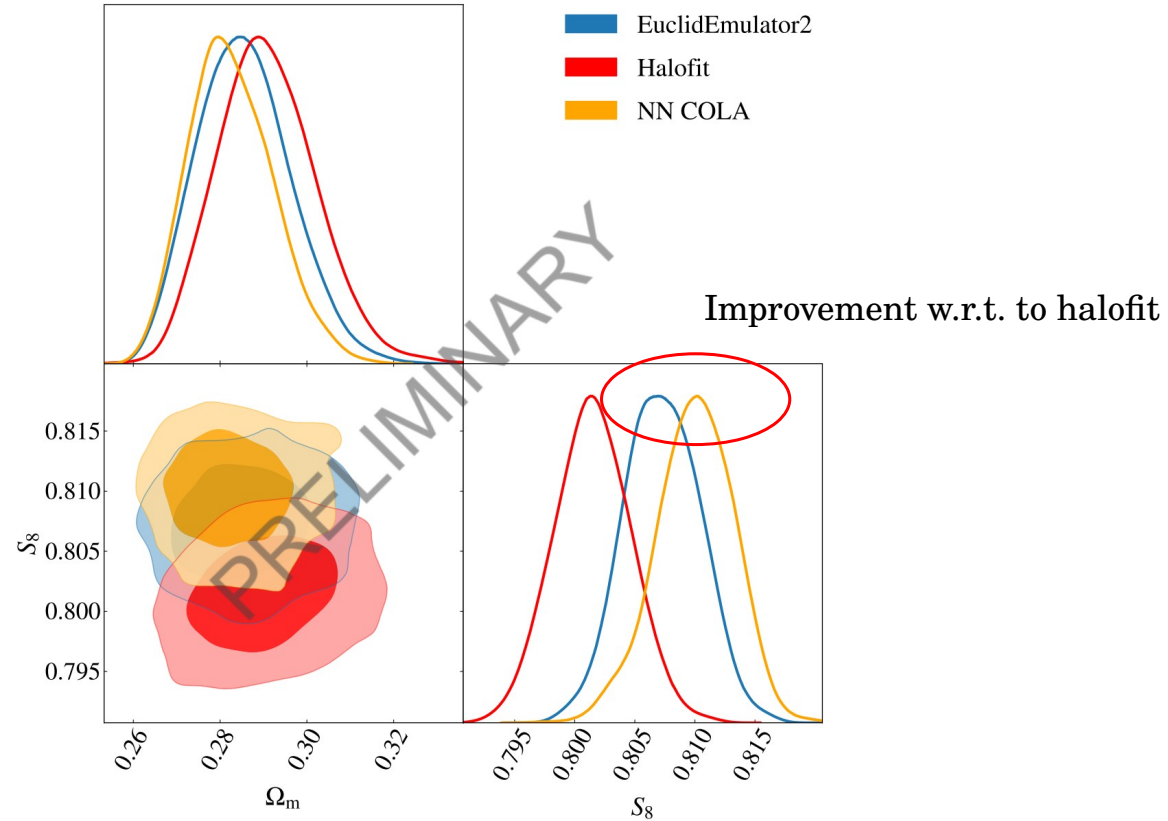 EuclidEmulator2
Halofit
NN COLA
PRELIMINARY
Improvement w.r.t. to halofit
0.815
0.810
0.805
0.800
0.795
S₈
0.26 0.28 0.30 0.32
Ωₘ
0.795 0.800 0.805 0.810 0.815
S₈